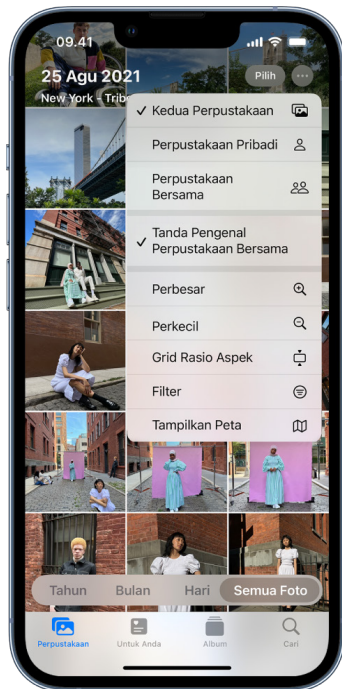 09.41
25 Agu 2021
Pilih
New York - Tribe
Kedua Perpustakaan
Perpustakaan Pribadi
Perpustakaan
Bersama
Tanda Pengenal
Perpustakaan Bersama
Perbesar
Perkecil
Grid Rasio Aspek
Filter
Tampilkan Peta
Tahun
Bulan
Hari
Semua Foto
Perpustakaan
Untuk Anda
Album
Cari